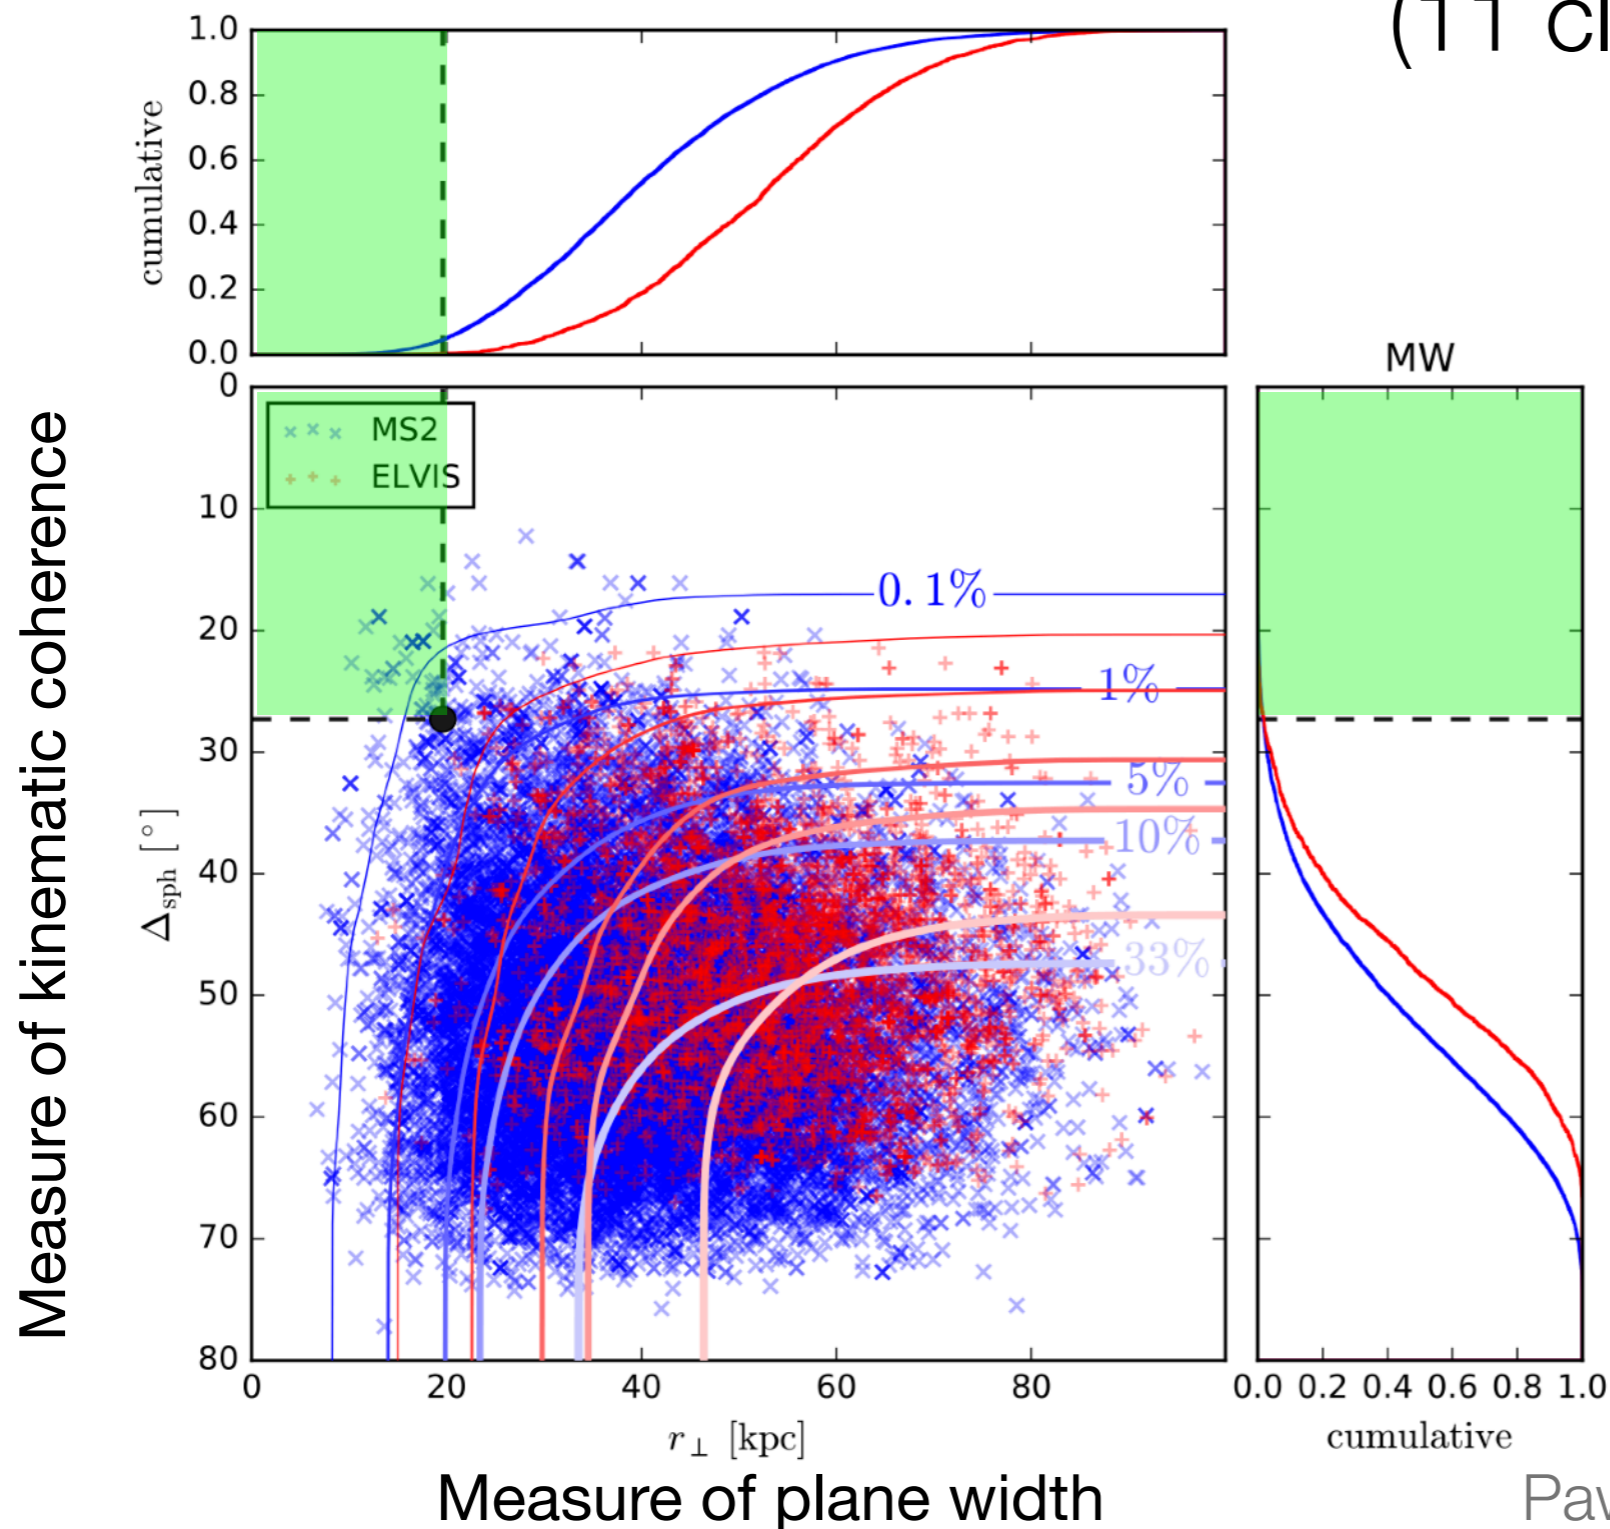 (11 cl
1.0
0.8
0.6
0.4
0.2
0.0
cumulative
MW
0
10
20
30
40
50
60
70
80
MS2
ELVIS
0.1%
1%
5%
10%
33%
Measure of kinematic coherence
Δsph [°]
0 20 40 60 80
r⊥ [kpc]
Measure of plane width
0.0 0.2 0.4 0.6 0.8 1.0
cumulative
Pav